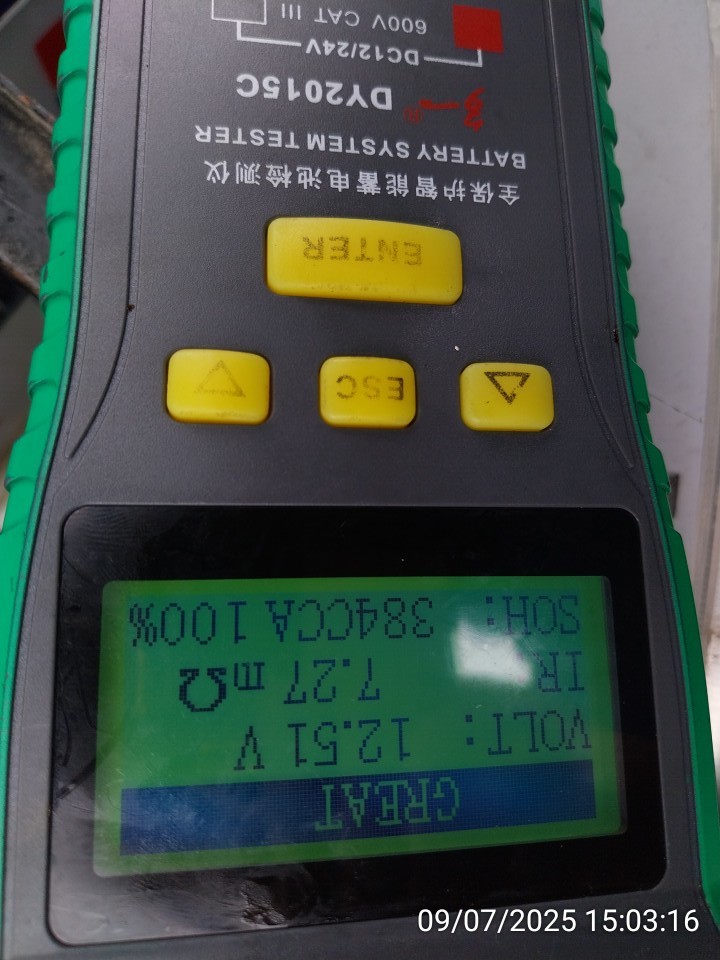 GREAT
VOLT: 12.51 V
IR 7.27 mΩ
SOH: 384CCA 100%
ESC
ENTER
全保护智能蓄电池检测仪
BATTERY SYSTEM TESTER
DY2015C
DC12/24V
600V CAT III
09/07/2025 15:03:16